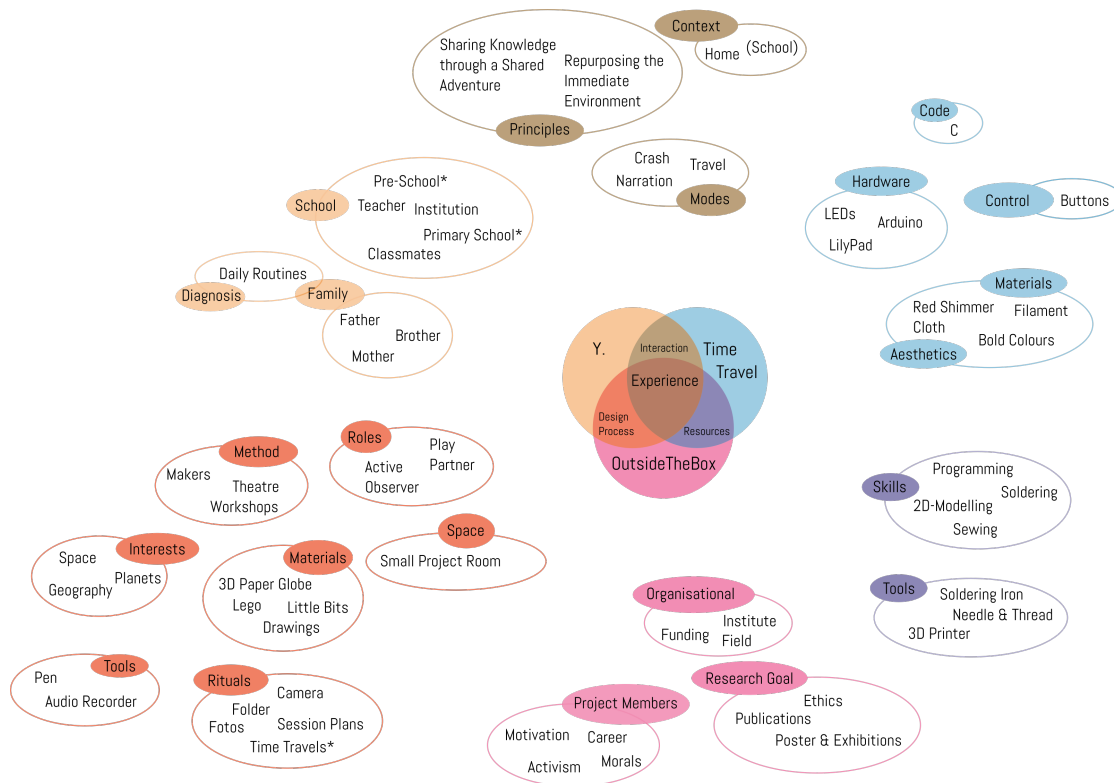 Context
Home (School)
Sharing Knowledge
through a Shared
Adventure
Repurposing the
Immediate
Environment
Principles
Crash
Narration
Travel
Modes
Code
C
Hardware
LEDs
Arduino
LilyPad
Control
Buttons
Materials
Red Shimmer
Cloth
Filament
Bold Colours
Aesthetics
School
Pre-School*
Teacher
Institution
Primary School*
Classmates
Daily Routines
Diagnosis
Family
Father
Brother
Mother
Y.
Interaction
Time
Travel
Experience
Design
Process
Resources
OutsideTheBox
Method
Makers
Theatre
Workshops
Roles
Play
Partner
Active
Observer
Space
Small Project Room
Interests
Space
Planets
Geography
Materials
3D Paper Globe
Lego
Little Bits
Drawings
Tools
Pen
Audio Recorder
Rituals
Camera
Folder
Fotos
Session Plans
Time Travels*
Skills
Programming
Soldering
2D-Modelling
Sewing
Tools
Soldering Iron
Needle & Thread
3D Printer
Organisational
Funding
Institute
Field
Research Goal
Ethics
Publications
Poster & Exhibitions
Project Members
Motivation
Career
Activism
Morals